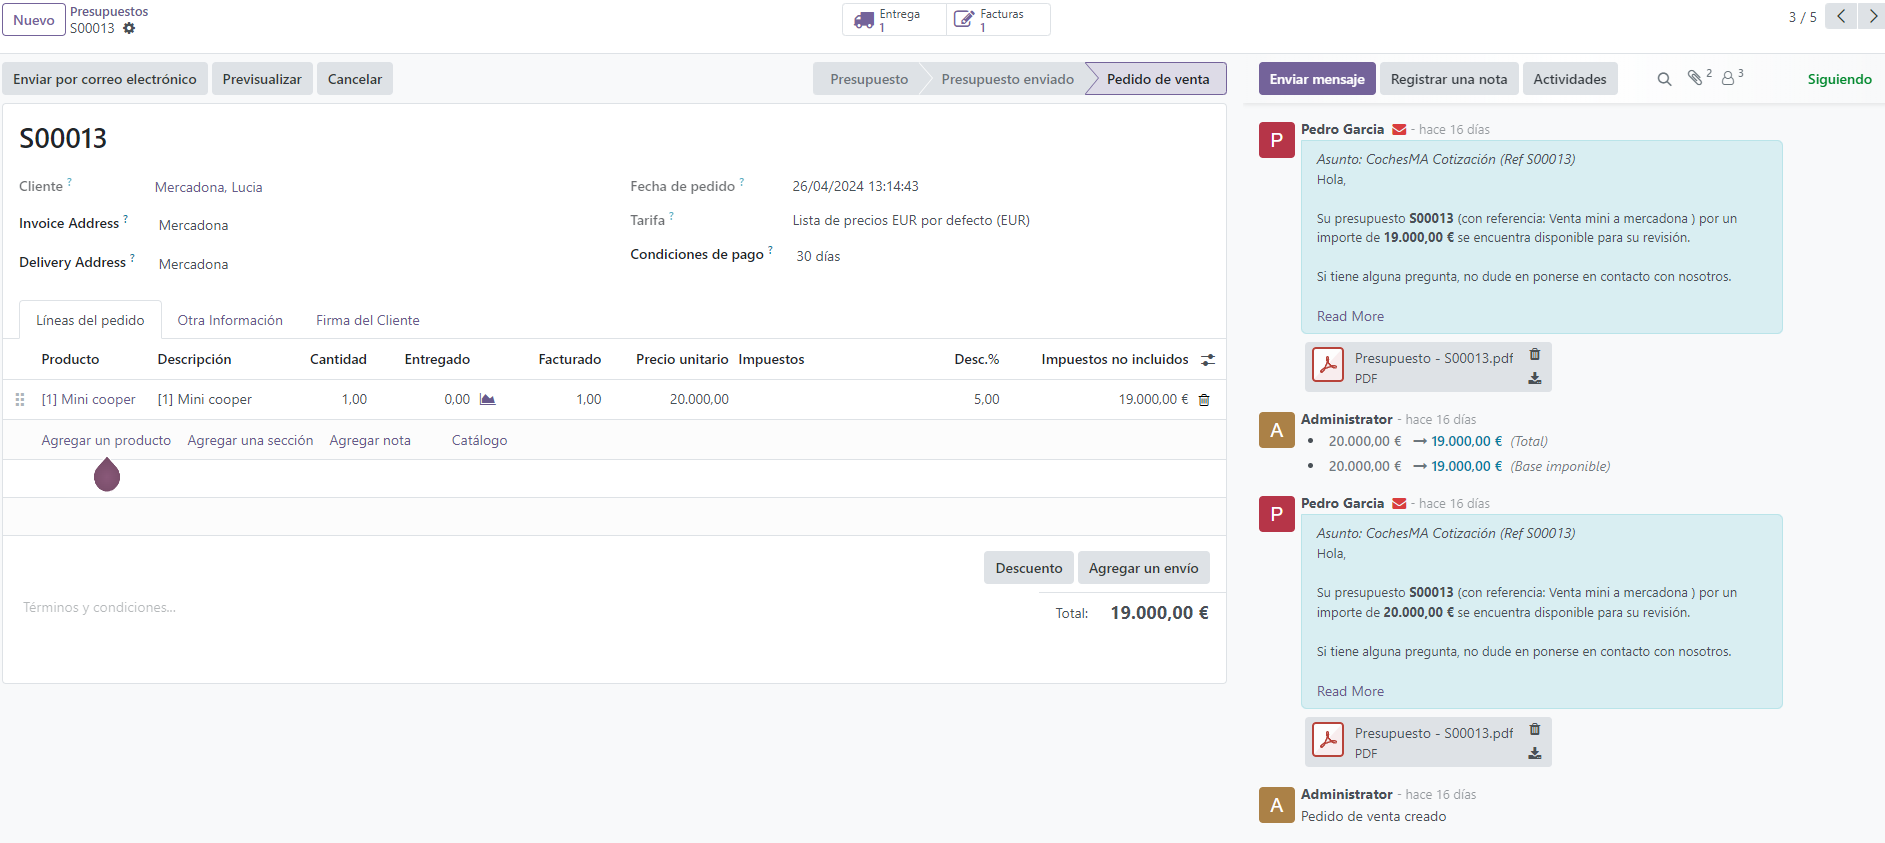 Nuevo
Presupuestos
S00013
Entrega
1
Facturas
1
3 / 5
Enviar por correo electrónico
Previsualizar
Cancelar
Presupuesto
Presupuesto enviado
Pedido de venta
S00013
Cliente ?
Mercadona, Lucia
Invoice Address ?
Mercadona
Delivery Address ?
Mercadona
Fecha de pedido ?
26/04/2024 13:14:43
Tarifa ?
Lista de precios EUR por defecto (EUR)
Condiciones de pago ?
30 días
Líneas del pedido
Otra Información
Firma del Cliente
Producto Descripción Cantidad Entregado Facturado Precio unitario Impuestos Desc.% Impuestos no incluidos
[1] Mini cooper [1] Mini cooper 1,00 0,00 1,00 20.000,00 5,00 19.000,00 €
Agregar un producto Agregar una sección Agregar nota Catálogo
Descuento
Agregar un envío
Términos y condiciones...
Total: 19.000,00 €
Enviar mensaje
Registrar una nota
Actividades
2
3
Siguiendo
P
Pedro Garcia - hace 16 días
Asunto: CochesMA Cotización (Ref S00013)
Hola,
Su presupuesto S00013 (con referencia: Venta mini a mercadona ) por un
importe de 19.000,00 € se encuentra disponible para su revisión.
Si tiene alguna pregunta, no dude en ponerse en contacto con nosotros.
Read More
Presupuesto - S00013.pdf
PDF
A
Administrator - hace 16 días
• 20.000,00 € → 19.000,00 € (Total)
• 20.000,00 € → 19.000,00 € (Base imponible)
P
Pedro Garcia - hace 16 días
Asunto: CochesMA Cotización (Ref S00013)
Hola,
Su presupuesto S00013 (con referencia: Venta mini a mercadona ) por un
importe de 20.000,00 € se encuentra disponible para su revisión.
Si tiene alguna pregunta, no dude en ponerse en contacto con nosotros.
Read More
Presupuesto - S00013.pdf
PDF
A
Administrator - hace 16 días
Pedido de venta creado